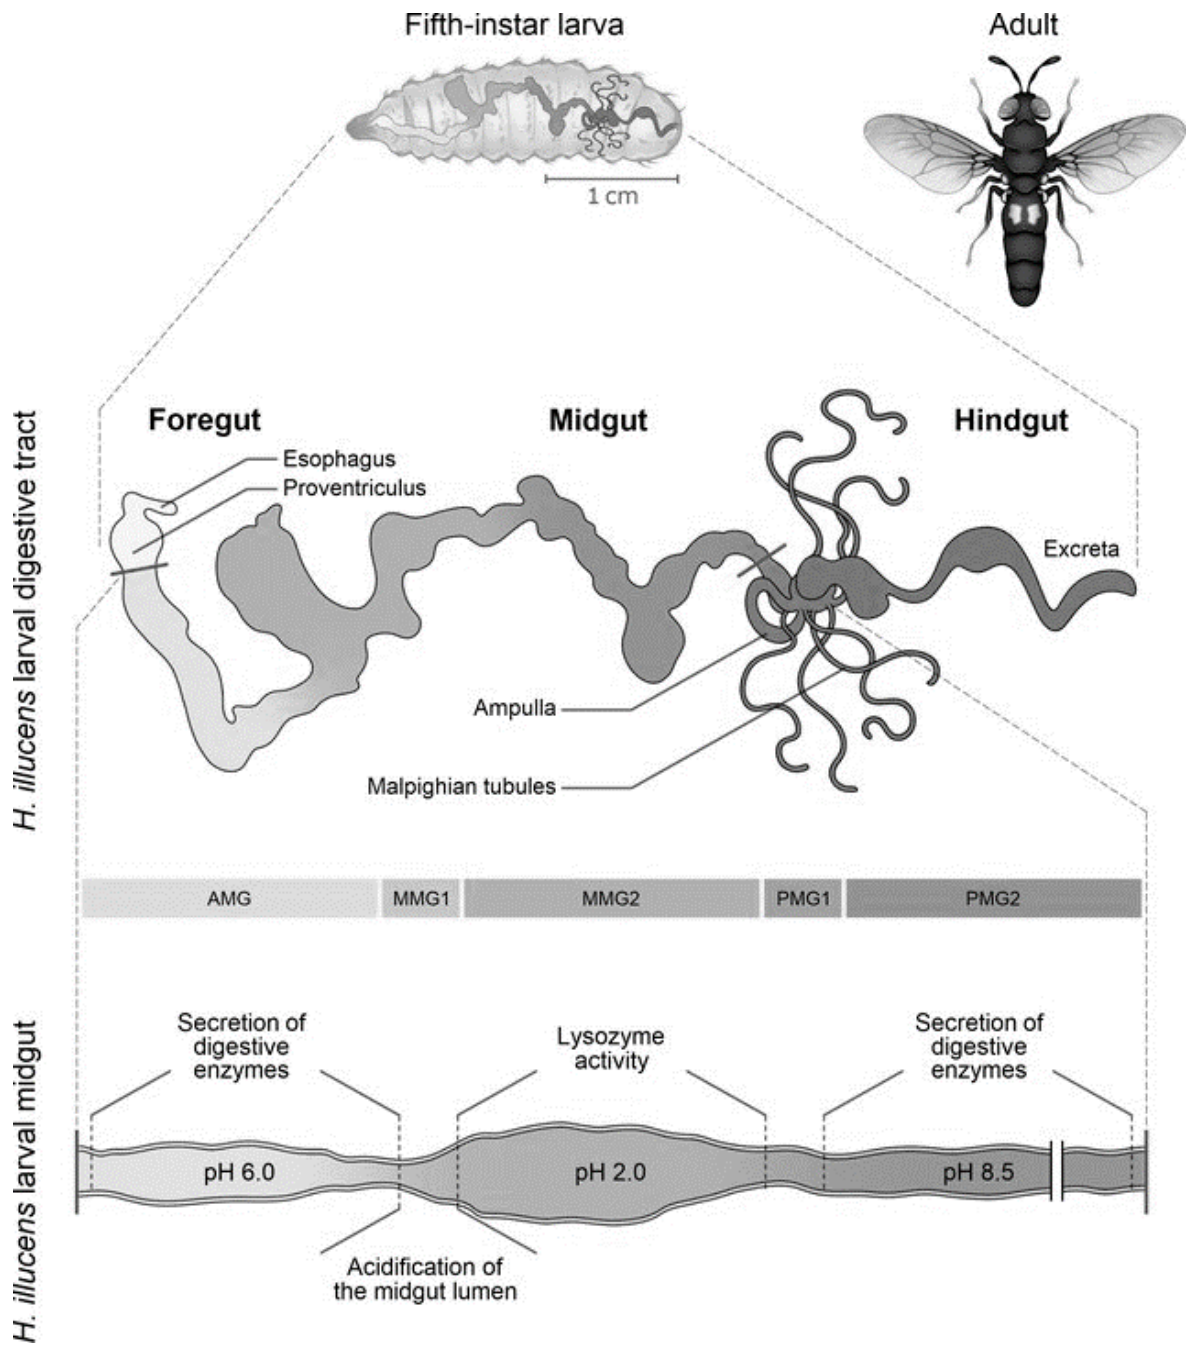 Fifth-instar larva
Adult
1 cm
H. illucens larval digestive tract
Foregut
Midgut
Hindgut
Esophagus
Proventriculus
Excreta
Ampulla
Malpighian tubules
AMG
MMG1
MMG2
PMG1
PMG2
H. illucens larval midgut
Secretion of
digestive
enzymes
Lysozyme
activity
Secretion of
digestive
enzymes
pH 6.0
pH 2.0
pH 8.5
Acidification of
the midgut lumen